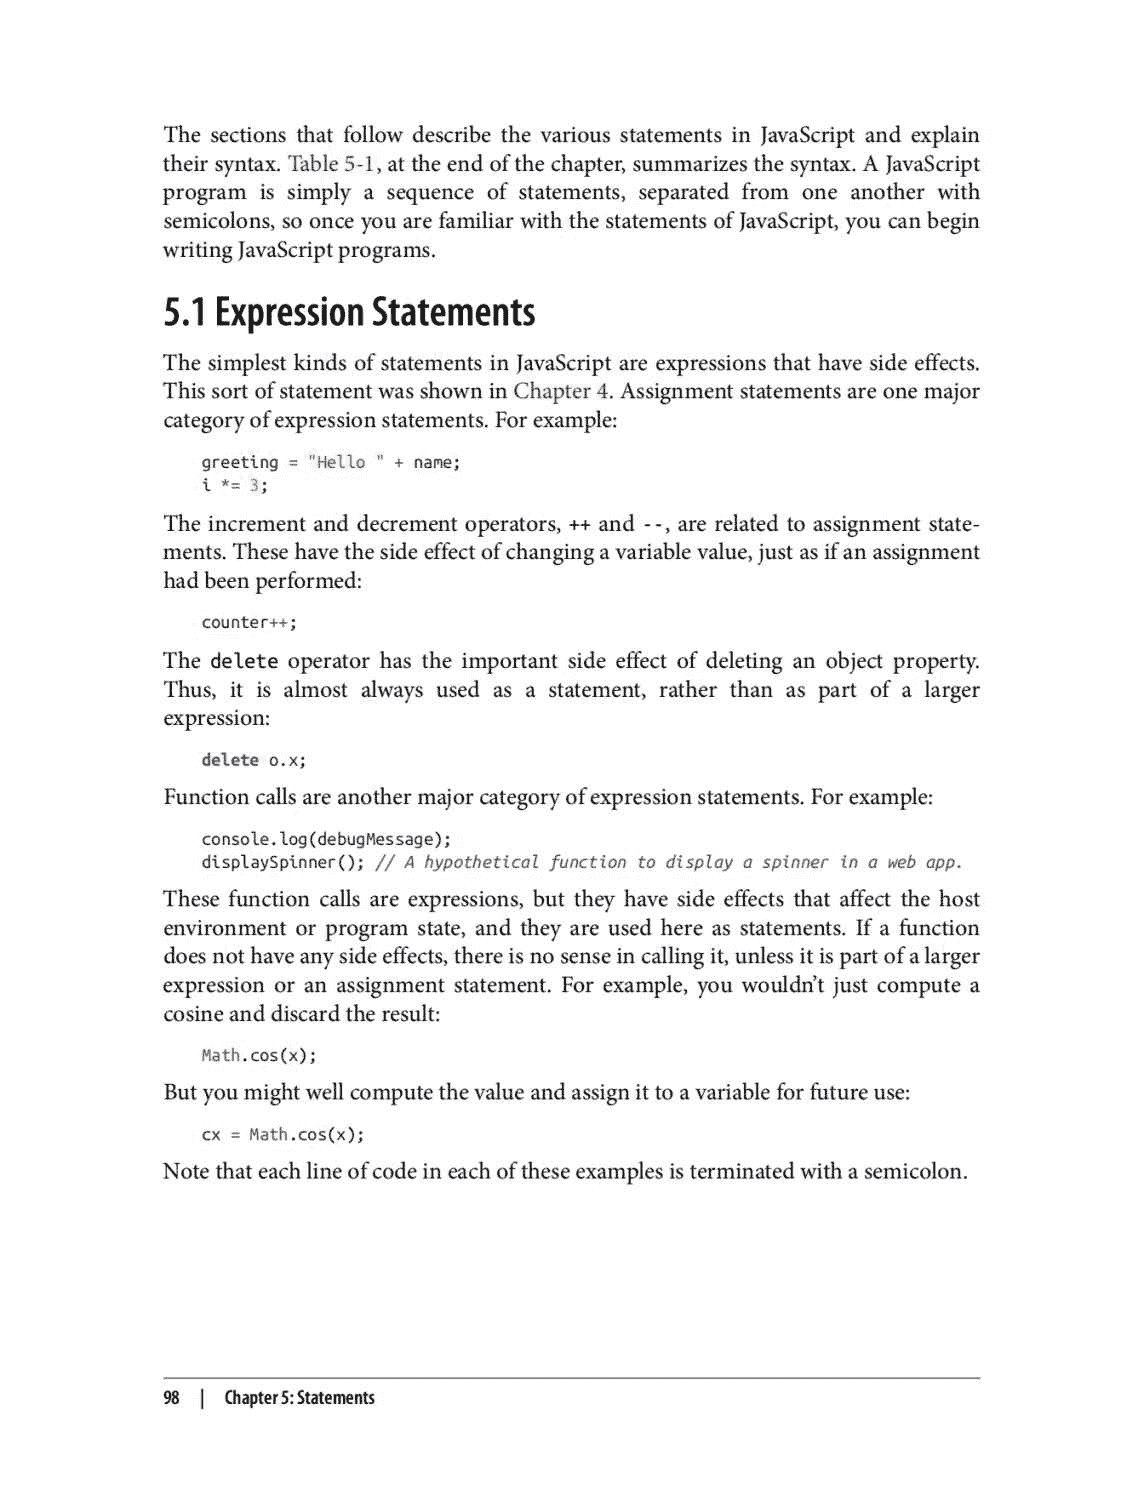 The sections that follow describe the various statements in JavaScript and explain
their syntax. Table 5-1, at the end of the chapter, summarizes the syntax. A JavaScript
program is simply a sequence of statements, separated from one another with
semicolons, so once you are familiar with the statements of JavaScript, you can begin
writing JavaScript programs.
5.1 Expression Statements
The simplest kinds of statements in JavaScript are expressions that have side effects.
This sort of statement was shown in Chapter 4. Assignment statements are one major
category of expression statements. For example:
greeting = "Hello " + name;
i *= 3;
The increment and decrement operators, ++ and --, are related to assignment state-
ments. These have the side effect of changing a variable value, just as if an assignment
had been performed:
counter++;
The delete operator has the important side effect of deleting an object property.
Thus, it is almost always used as a statement, rather than as part of a larger
expression:
delete o.x;
Function calls are another major category of expression statements. For example:
console.log(debugMessage);
displaySpinner(); // A hypothetical function to display a spinner in a web app.
These function calls are expressions, but they have side effects that affect the host
environment or program state, and they are used here as statements. If a function
does not have any side effects, there is no sense in calling it, unless it is part of a larger
expression or an assignment statement. For example, you wouldn’t just compute a
cosine and discard the result:
Math.cos(x);
But you might well compute the value and assign it to a variable for future use:
cx = Math.cos(x);
Note that each line of code in each of these examples is terminated with a semicolon.
98 | Chapter 5: Statements